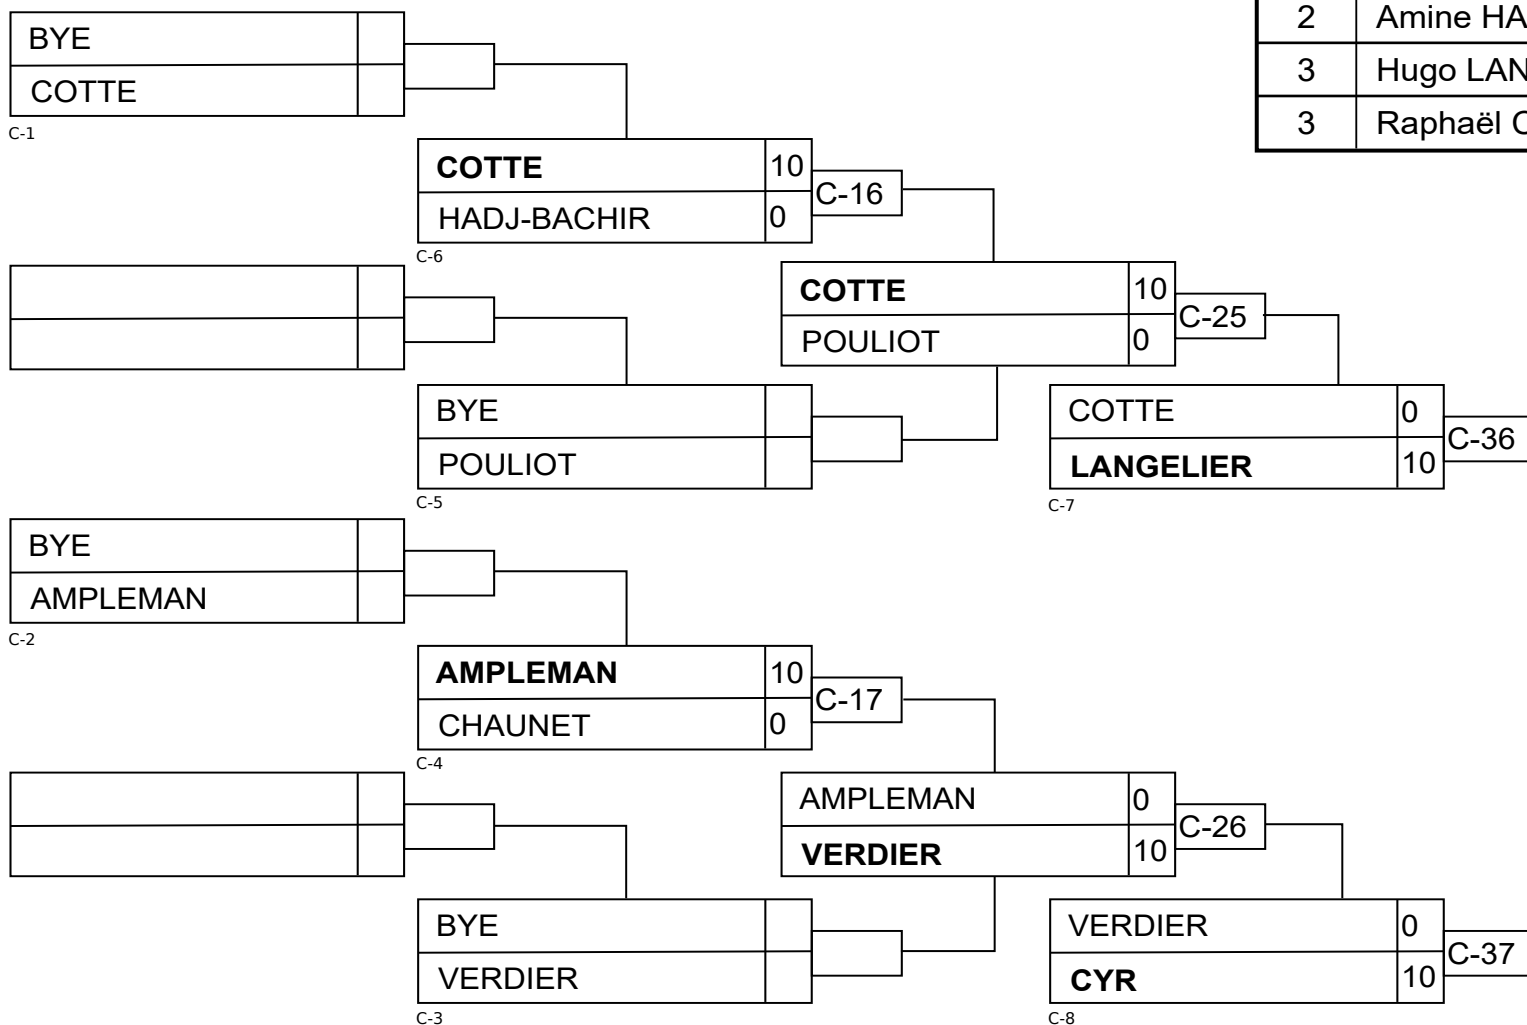 BYE
COTTE
C-1
2 Amine HA
3 Hugo LAN
3 Raphaël C
COTTE 10
HADJ-BACHIR 0
C-16
C-6
COTTE 10
POULIOT 0
C-25
BYE
POULIOT
C-5
COTTE 0
LANGELIER 10
C-36
C-7
BYE
AMPLEMAN
C-2
AMPLEMAN 10
CHAUNET 0
C-17
C-4
AMPLEMAN 0
VERDIER 10
C-26
BYE
VERDIER
C-3
VERDIER 0
CYR 10
C-37
C-8